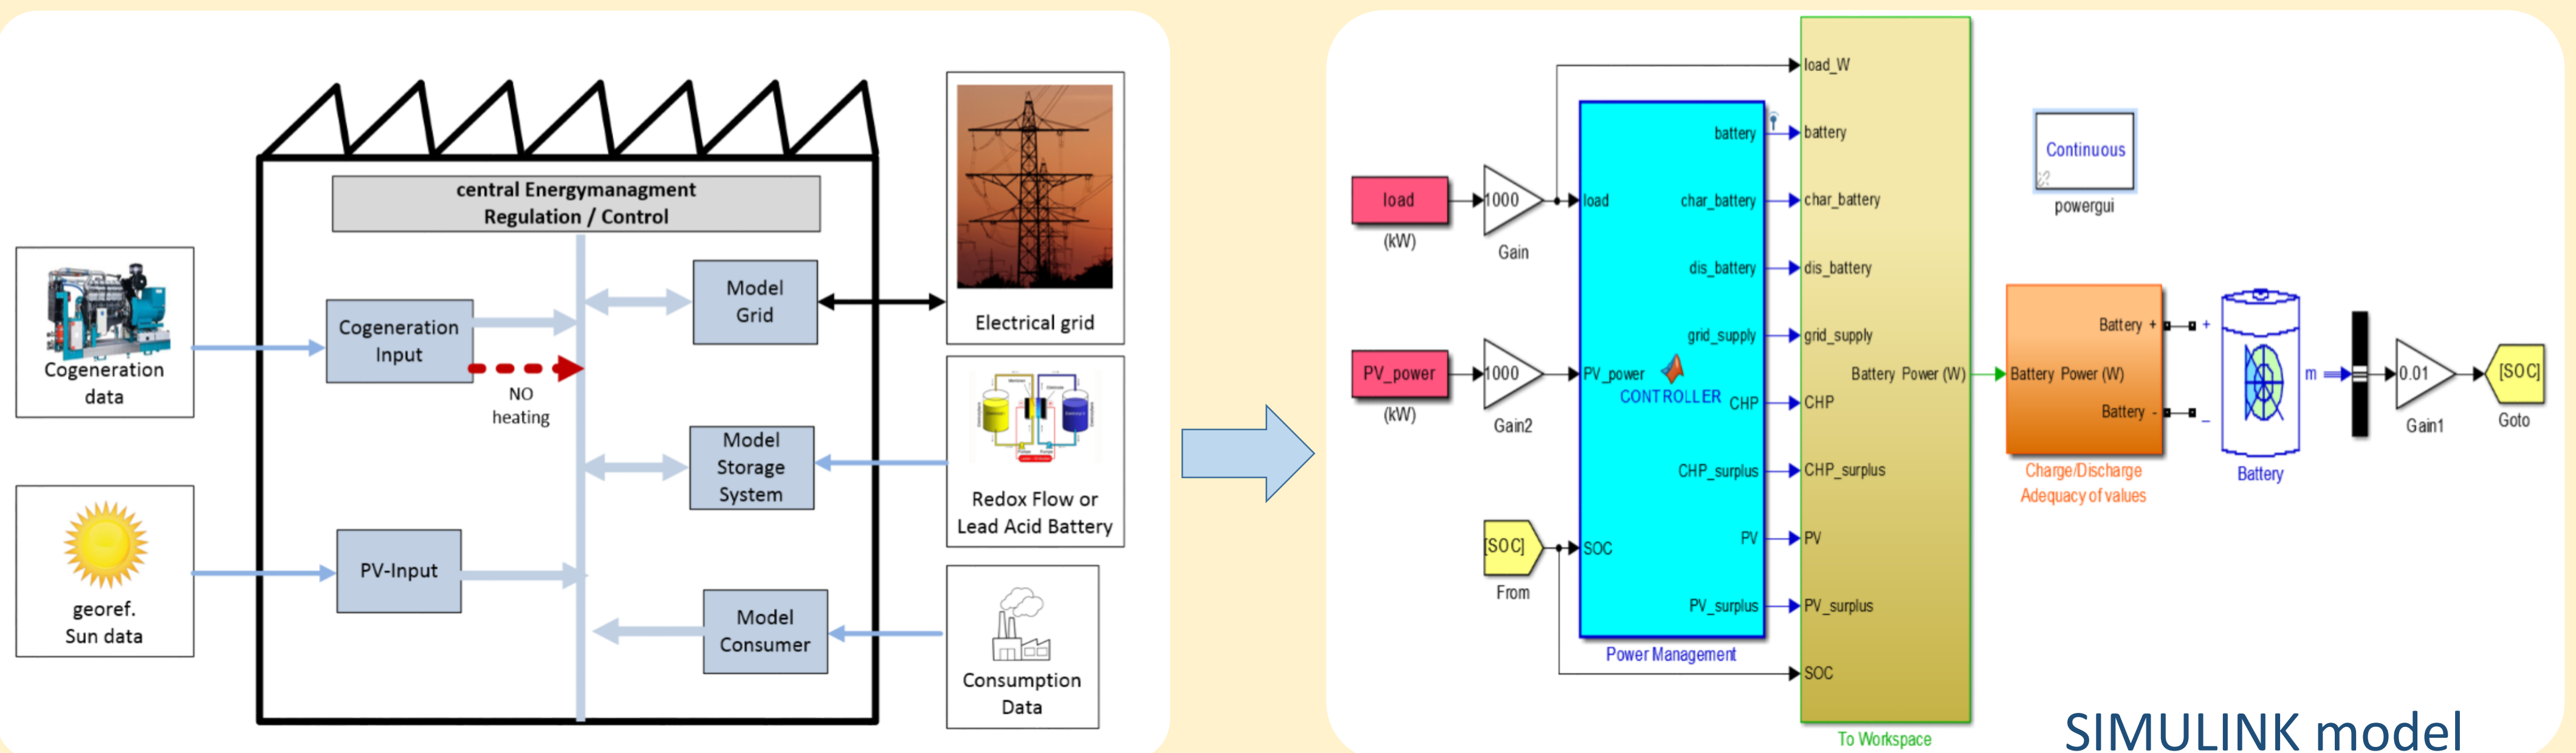 central Energymanagment
Regulation / Control
Cogeneration
data
Cogeneration
Input
NO
heating
georef.
Sun data
PV-Input
Model
Grid
Electrical grid
Model
Storage
System
Redox Flow or
Lead Acid Battery
Model
Consumer
Consumption
Data
load
(kW)
1000
Gain
PV_power
(kW)
1000
Gain2
[SOC]
From
load
PV_power
SOC
CONTROLLER
battery
char_battery
dis_battery
grid_supply
CHP
CHP_surplus
PV
PV_surplus
Power Management
load_W
battery
char_battery
dis_battery
grid_supply
CHP
CHP_surplus
PV
PV_surplus
SOC
Battery Power (W)
To Workspace
Continuous
powergui
Battery +
Battery Power (W)
Battery -
Charge/Discharge
Adequacy of values
+
m
_
Battery
0.01
Gain1
[SOC]
Goto
SIMULINK model